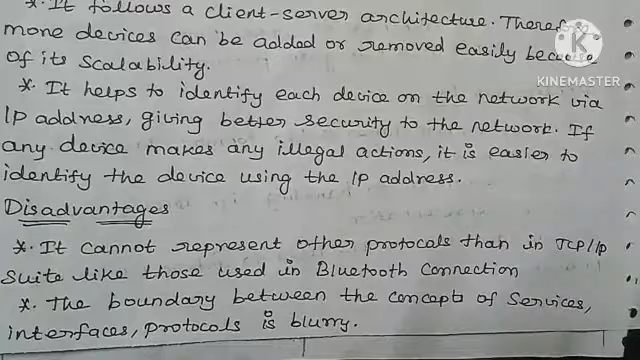 *. It follows a client-server architecture. Theref
more devices can be added or removed easily because
of its scalability.
*. It helps to identify each device on the network via
IP address, giving better security to the network. If
any device makes any illegal actions, it is easier to
identify the device using the IP address.
Disadvantages
*. It cannot represent other protocols than in TCP/IP
suite like those used in Bluetooth connection
*. The boundary between the concepts of services,
interfaces, protocols is blurry.
KINEMASTER